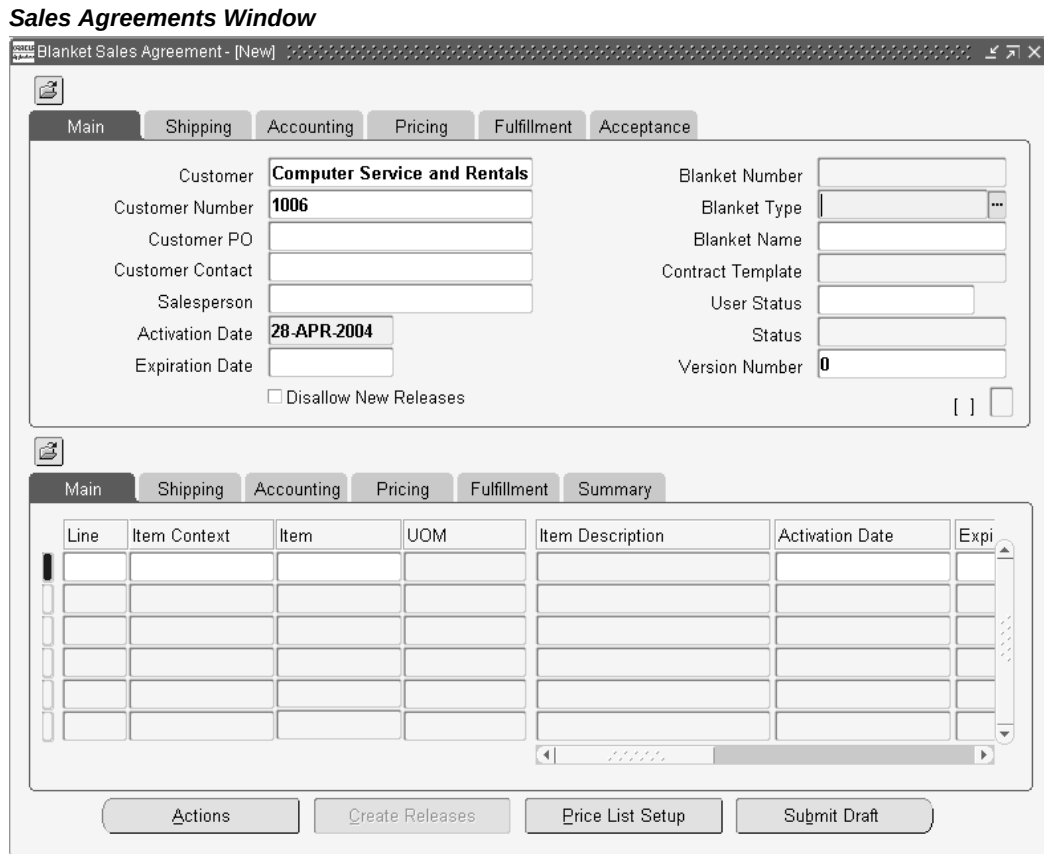 Sales Agreements Window
Blanket Sales Agreement - [New]
Main Shipping Accounting Pricing Fulfillment Acceptance
Customer Computer Service and Rentals
Customer Number 1006
Customer PO
Customer Contact
Salesperson
Activation Date 28-APR-2004
Expiration Date
Disallow New Releases
Blanket Number
Blanket Type ...
Blanket Name
Contract Template
User Status
Status
Version Number 0
[ ]
Main Shipping Accounting Pricing Fulfillment Summary
Line Item Context Item UOM Item Description Activation Date Expi
Actions Create Releases Price List Setup Submit Draft